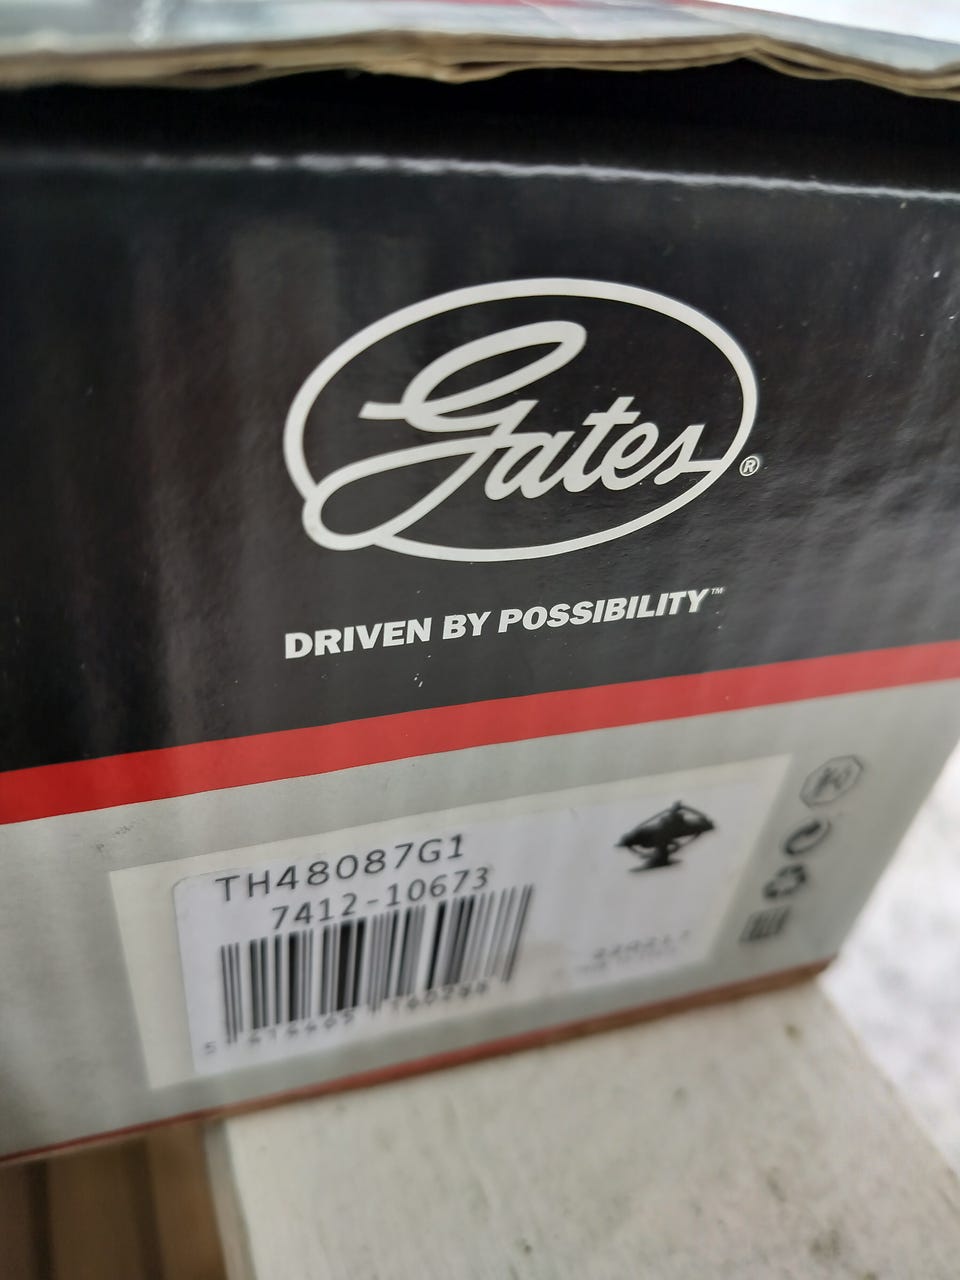 Gates®
DRIVEN BY POSSIBILITY™
TH48087G1
7412-10673